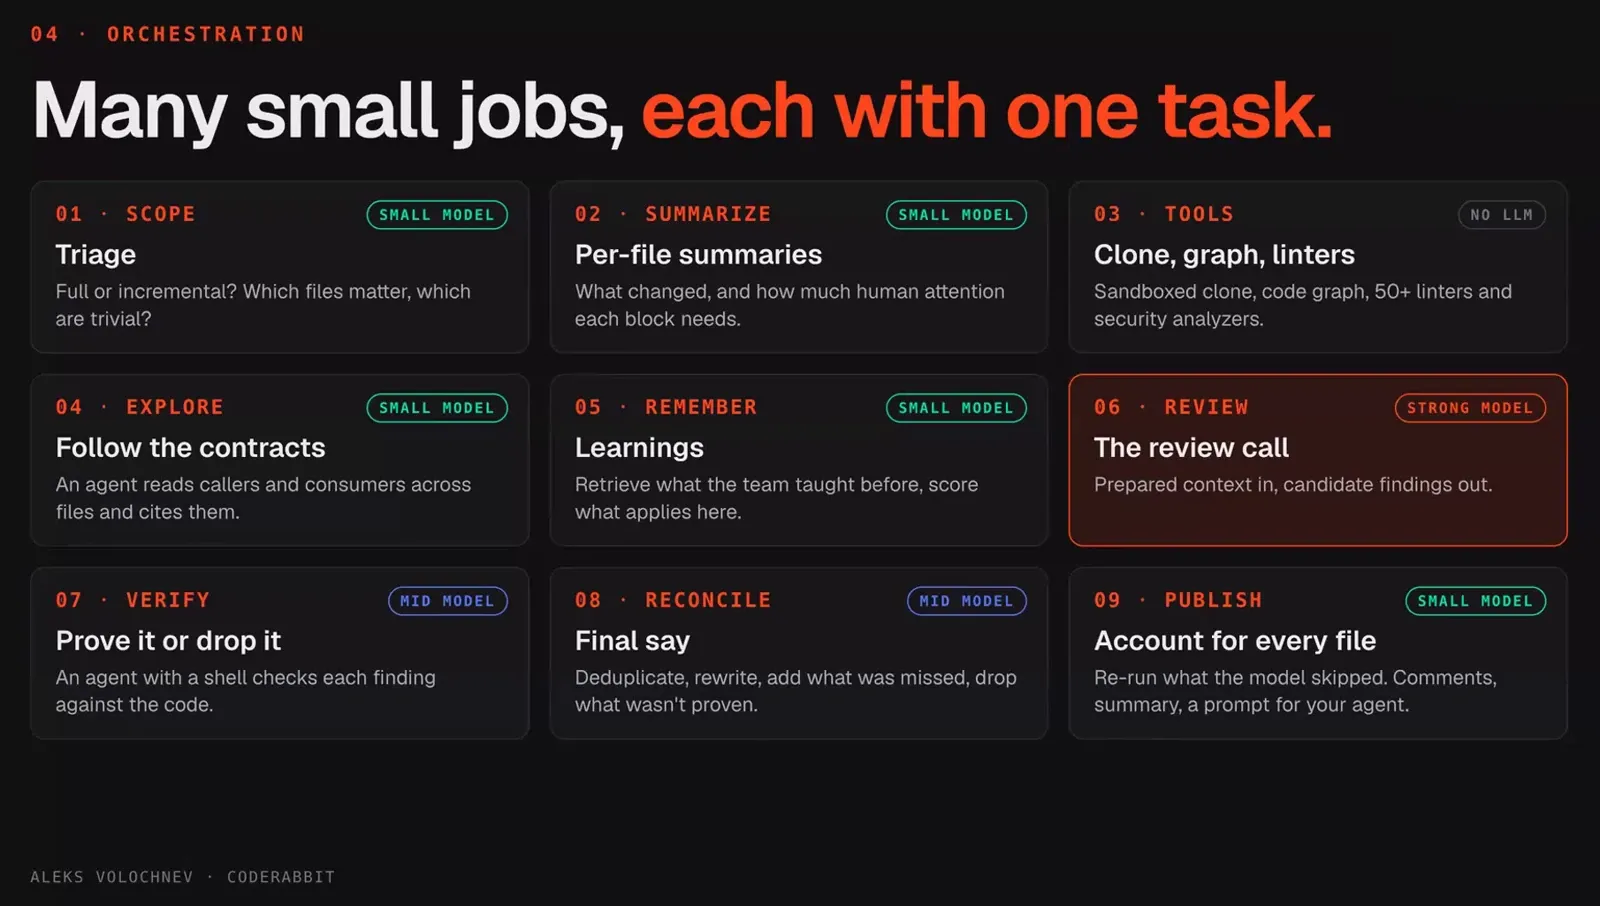 04 · ORCHESTRATION
Many small jobs, each with one task.
01 · SCOPE
SMALL MODEL
Triage
Full or incremental? Which files matter, which
are trivial?
02 · SUMMARIZE
SMALL MODEL
Per-file summaries
What changed, and how much human attention
each block needs.
03 · TOOLS
NO LLM
Clone, graph, linters
Sandboxed clone, code graph, 50+ linters and
security analyzers.
04 · EXPLORE
SMALL MODEL
Follow the contracts
An agent reads callers and consumers across
files and cites them.
05 · REMEMBER
SMALL MODEL
Learnings
Retrieve what the team taught before, score
what applies here.
06 · REVIEW
STRONG MODEL
The review call
Prepared context in, candidate findings out.
07 · VERIFY
MID MODEL
Prove it or drop it
An agent with a shell checks each finding
against the code.
08 · RECONCILE
MID MODEL
Final say
Deduplicate, rewrite, add what was missed, drop
what wasn't proven.
09 · PUBLISH
SMALL MODEL
Account for every file
Re-run what the model skipped. Comments,
summary, a prompt for your agent.
ALEKS VOLOCHNEV · CODERABBIT